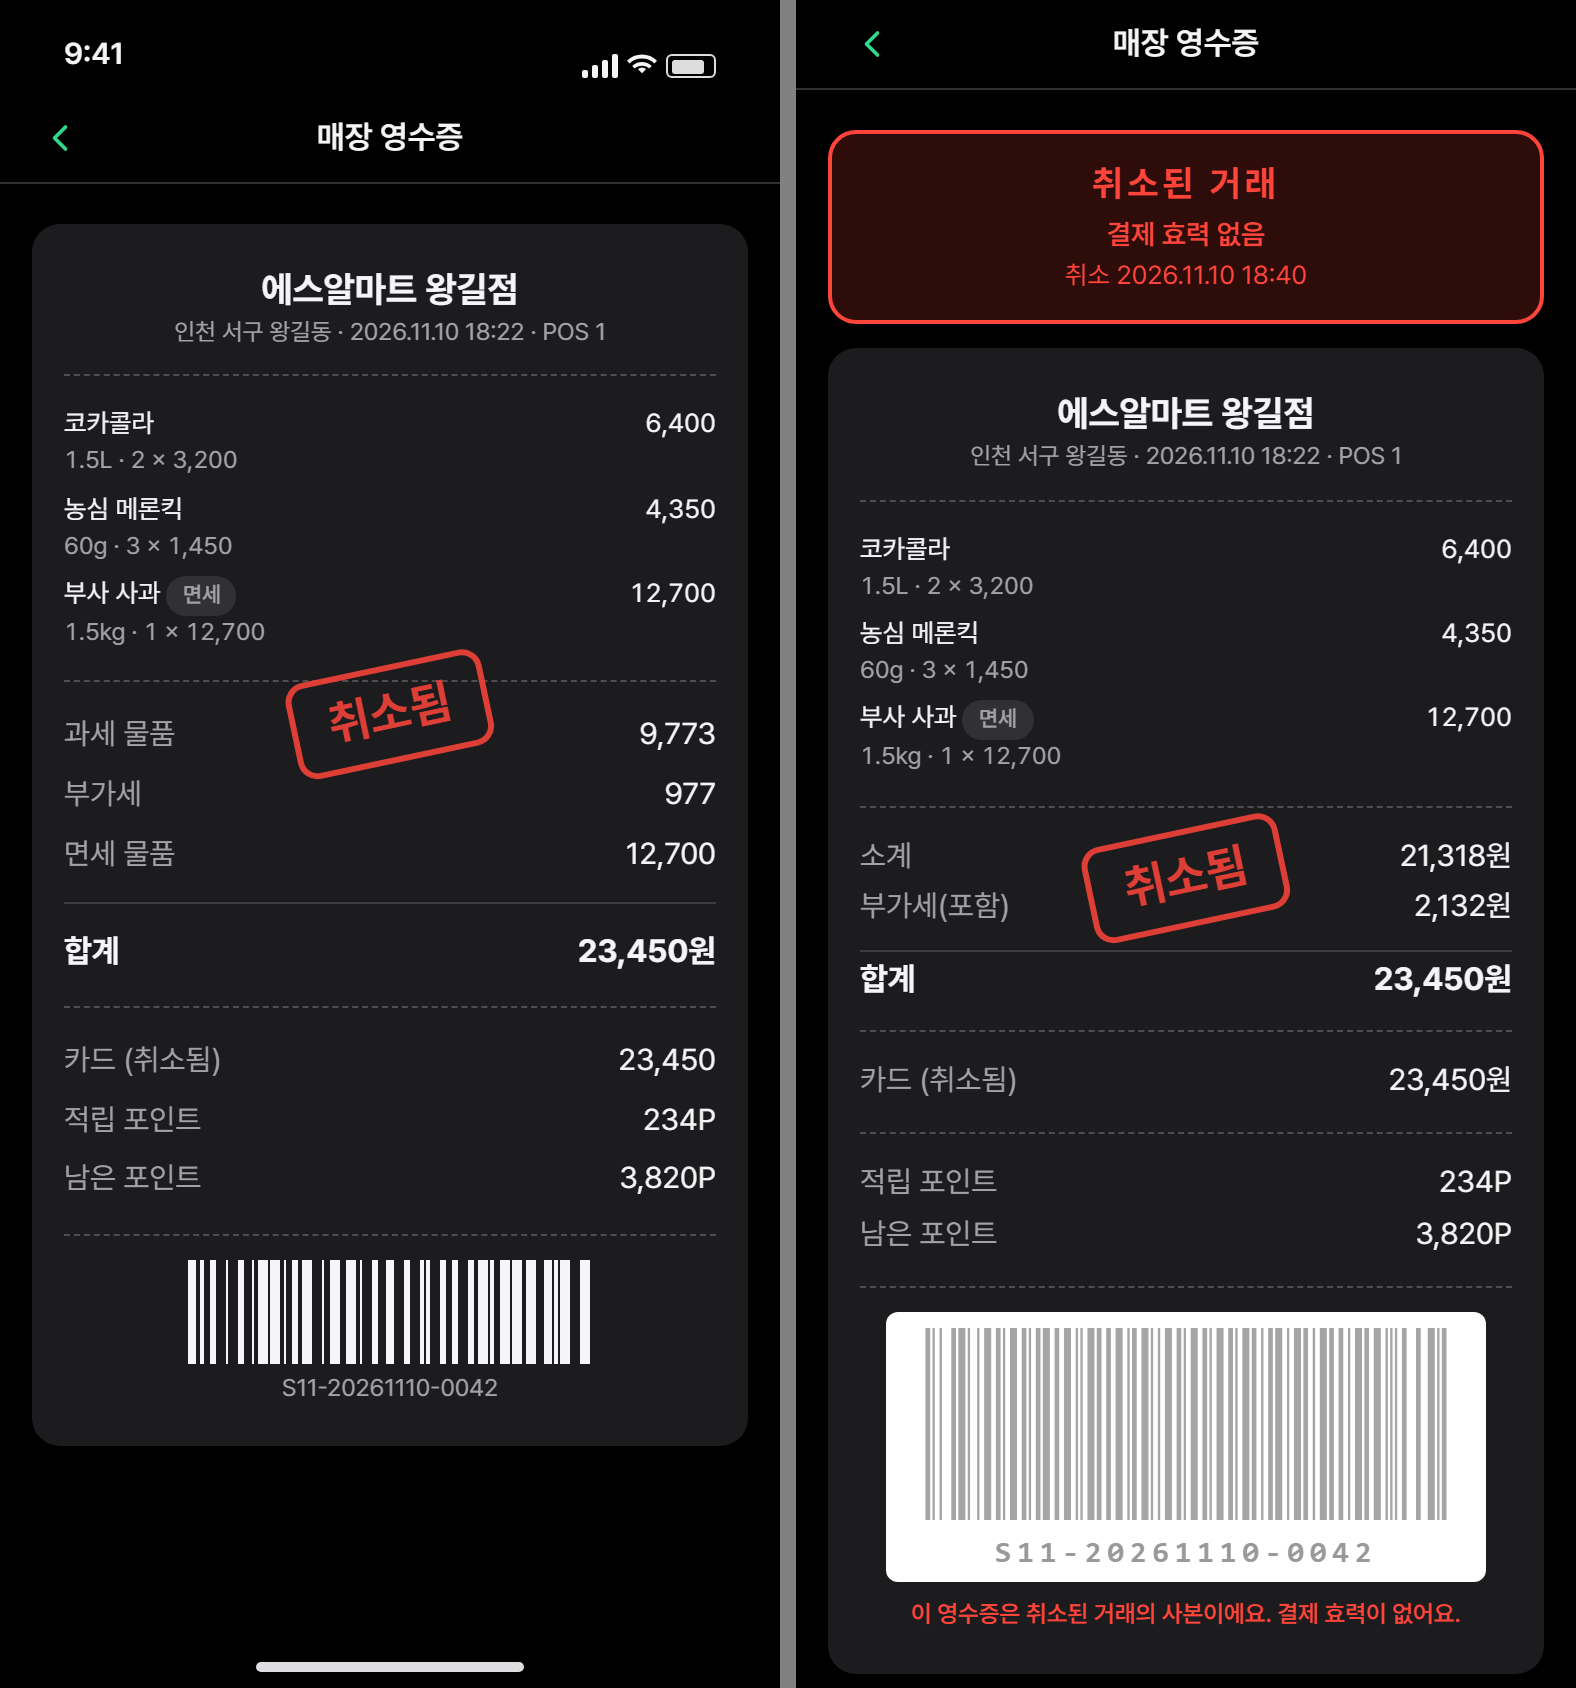 9:41
매장 영수증
에스알마트 왕길점
인천 서구 왕길동 · 2026.11.10 18:22 · POS 1
코카콜라 6,400
1.5L · 2 × 3,200
농심 메론킥 4,350
60g · 3 × 1,450
부사 사과 면세 12,700
1.5kg · 1 × 12,700
취소됨
과세 물품 9,773
부가세 977
면세 물품 12,700
합계 23,450원
카드 (취소됨) 23,450
적립 포인트 234P
남은 포인트 3,820P
S11-20261110-0042
매장 영수증
취소된 거래
결제 효력 없음
취소 2026.11.10 18:40
에스알마트 왕길점
인천 서구 왕길동 · 2026.11.10 18:22 · POS 1
코카콜라 6,400
1.5L · 2 × 3,200
농심 메론킥 4,350
60g · 3 × 1,450
부사 사과 면세 12,700
1.5kg · 1 × 12,700
소계 21,318원
취소됨
부가세(포함) 2,132원
합계 23,450원
카드 (취소됨) 23,450원
적립 포인트 234P
남은 포인트 3,820P
S11-20261110-0042
이 영수증은 취소된 거래의 사본이에요. 결제 효력이 없어요.